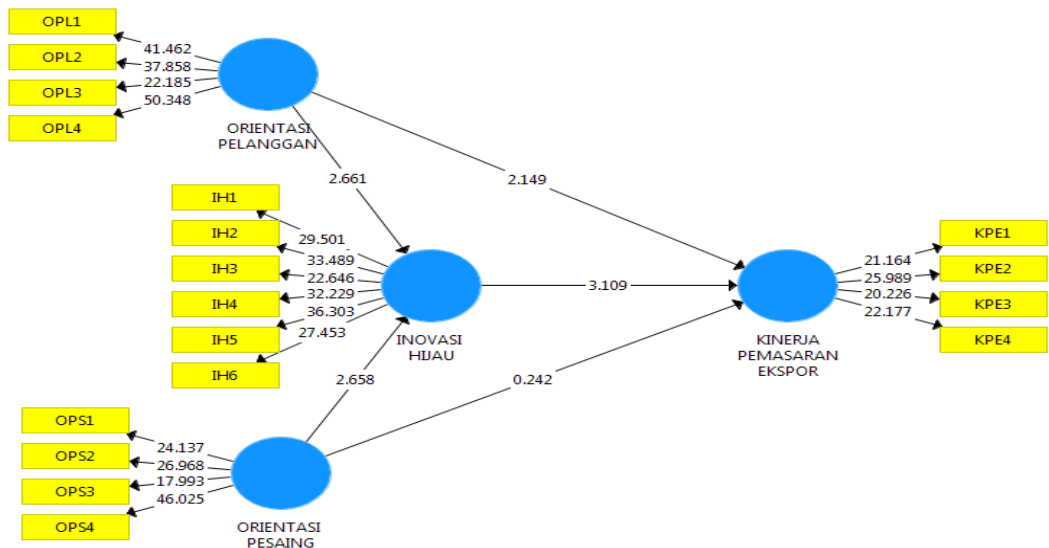 OPL1
OPL2
OPL3
OPL4
41.462
37.858
22.185
50.348
ORIENTASI
PELANGGAN
2.661
2.149
IH1
IH2
IH3
IH4
IH5
IH6
29.501
33.489
22.646
32.229
36.303
27.453
INOVASI
HIJAU
3.109
KPE1
KPE2
KPE3
KPE4
21.164
25.989
20.226
22.177
KINERJA
PEMASARAN
EKSPOR
2.658
0.242
OPS1
OPS2
OPS3
OPS4
24.137
26.968
17.993
46.025
ORIENTASI
PESAING